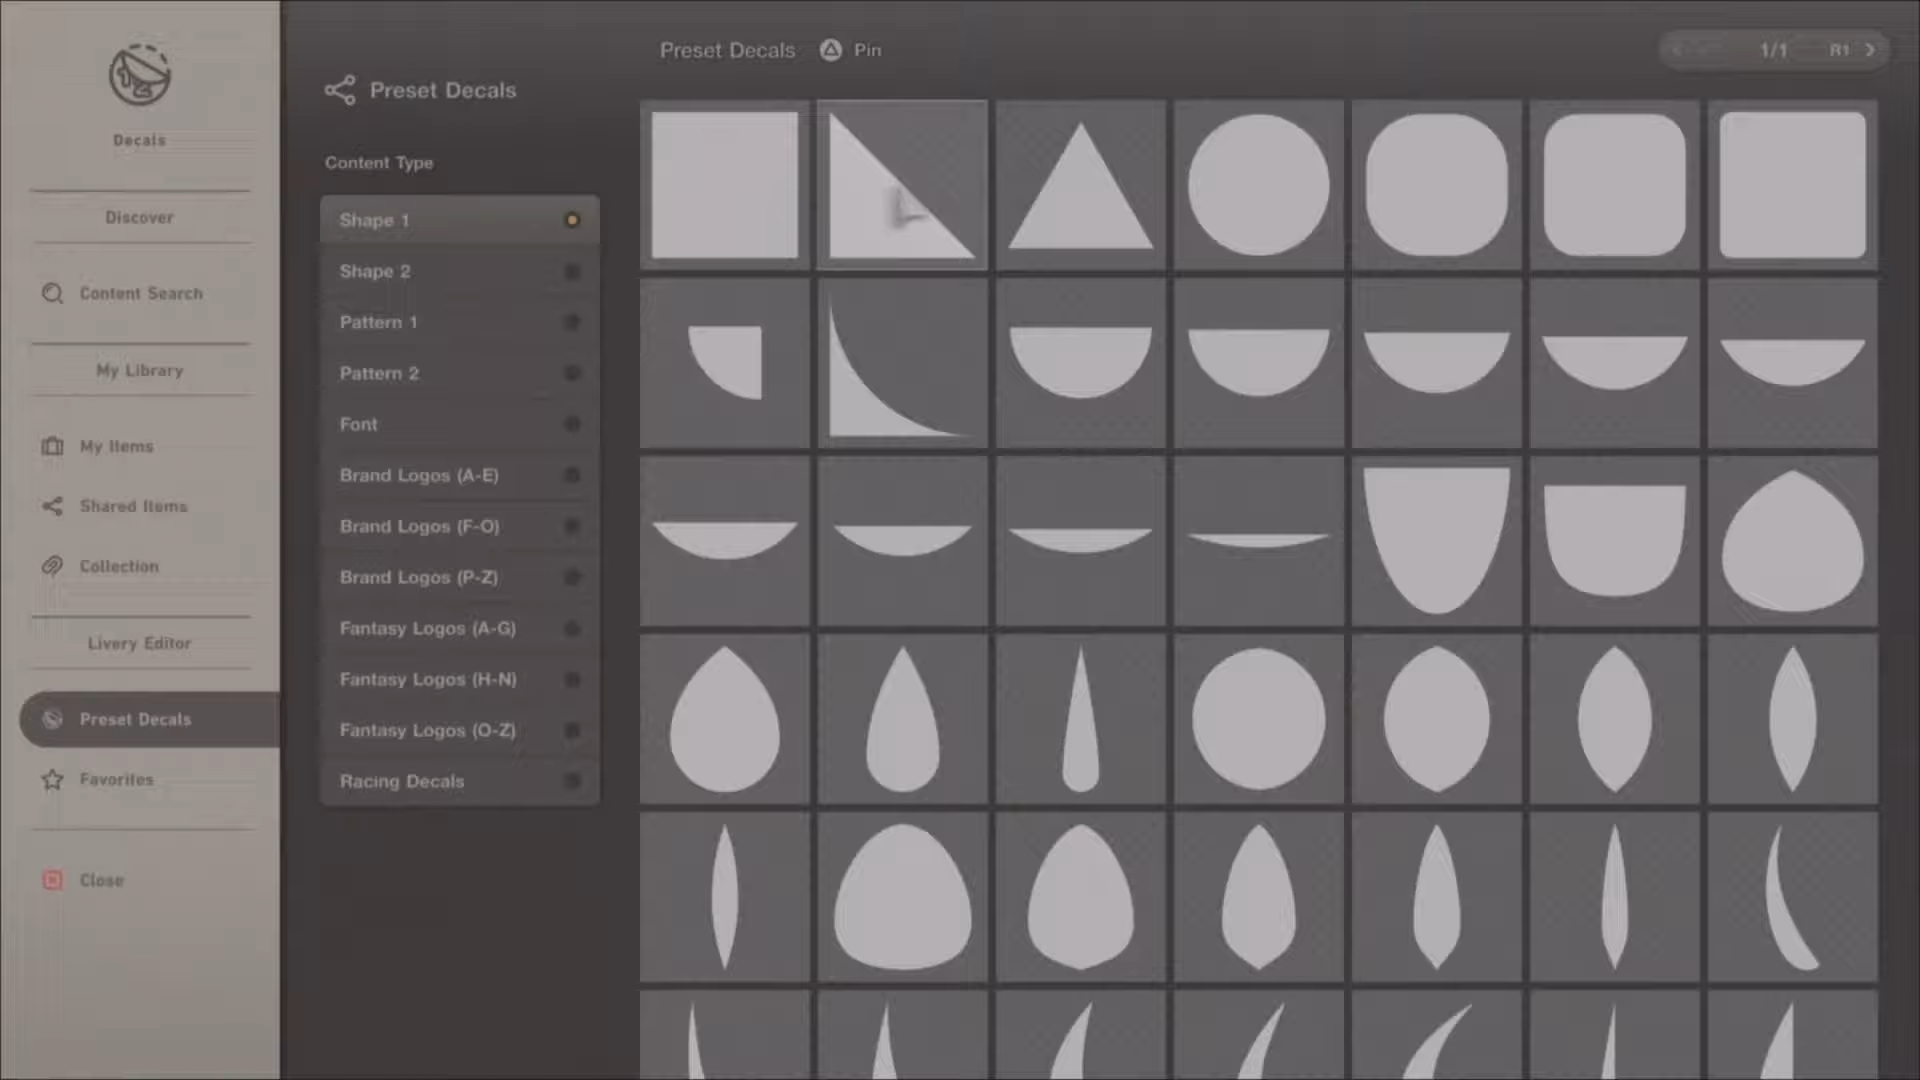 Decals
Discover
Content Search
My Library
My Items
Shared Items
Collection
Livery Editor
Preset Decals
Favorites
Close
Preset Decals
Content Type
Shape 1
Shape 2
Pattern 1
Pattern 2
Font
Brand Logos (A-E)
Brand Logos (F-O)
Brand Logos (P-Z)
Fantasy Logos (A-G)
Fantasy Logos (H-N)
Fantasy Logos (O-Z)
Racing Decals
Preset Decals Pin
1/1 R1